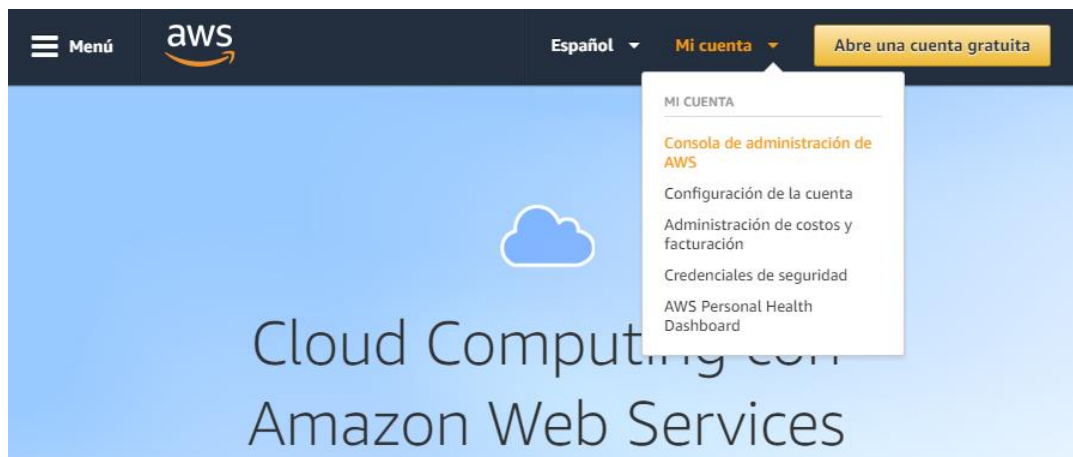 Menú
aws
Español
Mi cuenta
Abre una cuenta gratuita
MI CUENTA
Consola de administración de
AWS
Configuración de la cuenta
Administración de costos y
facturación
Credenciales de seguridad
AWS Personal Health
Dashboard
Cloud Computing con
Amazon Web Services